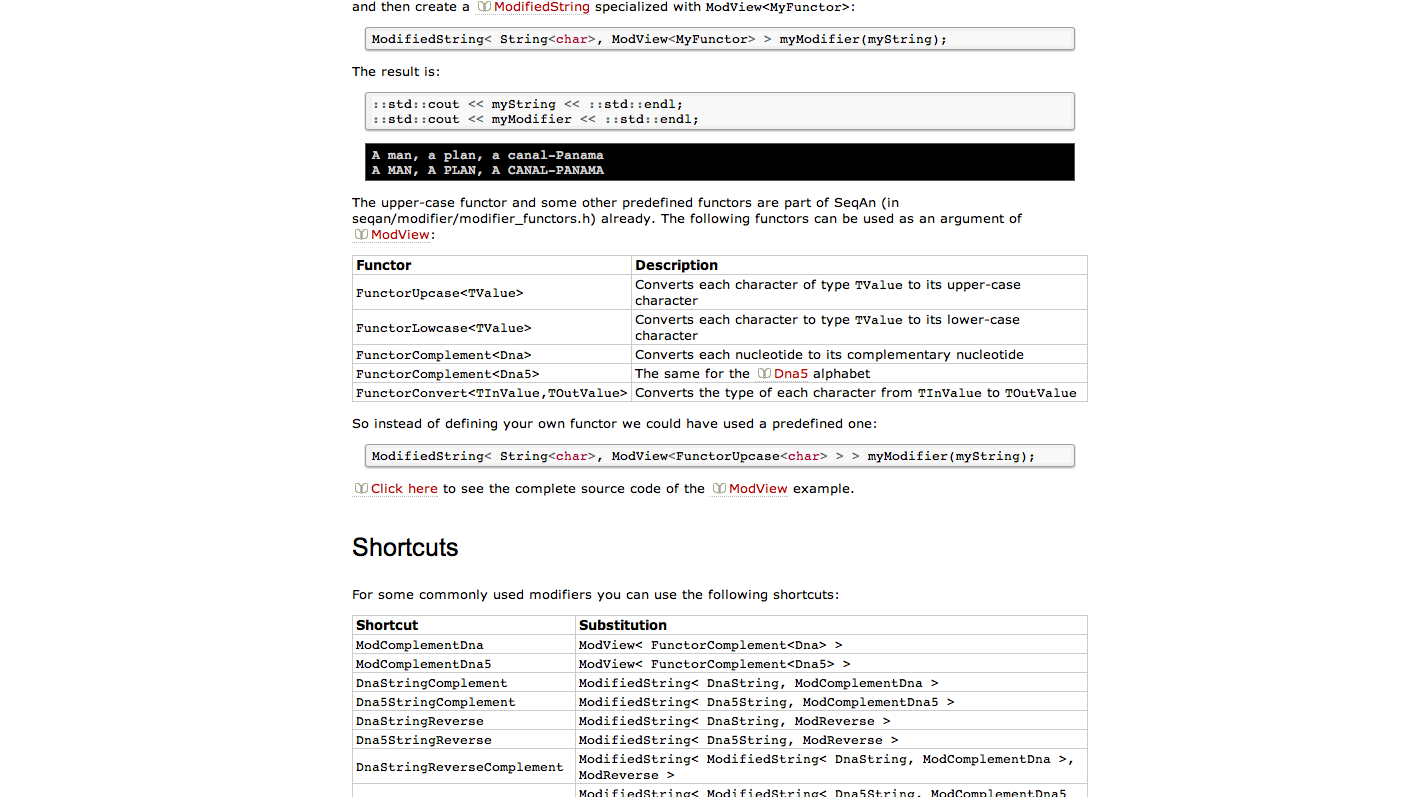 and then create a ModifiedString specialized with ModView<MyFunctor>:
ModifiedString< String<char>, ModView<MyFunctor> > myModifier(myString);
The result is:
::std::cout << myString << ::std::endl;
::std::cout << myModifier << ::std::endl;
A man, a plan, a canal-Panama
A MAN, A PLAN, A CANAL-PANAMA
The upper-case functor and some other predefined functors are part of SeqAn (in
seqan/modifier/modifier_functors.h) already. The following functors can be used as an argument of
ModView:
Functor Description
FunctorUpcase<TValue> Converts each character of type TValue to its upper-case
character
FunctorLowcase<TValue> Converts each character to type TValue to its lower-case
character
FunctorComplement<Dna> Converts each nucleotide to its complementary nucleotide
FunctorComplement<Dna5> The same for the Dna5 alphabet
FunctorConvert<TInValue,TOutValue> Converts the type of each character from TInValue to TOutValue
So instead of defining your own functor we could have used a predefined one:
ModifiedString< String<char>, ModView<FunctorUpcase<char> > > myModifier(myString);
Click here to see the complete source code of the ModView example.
Shortcuts
For some commonly used modifiers you can use the following shortcuts:
Shortcut Substitution
ModComplementDna ModView< FunctorComplement<Dna> >
ModComplementDna5 ModView< FunctorComplement<Dna5> >
DnaStringComplement ModifiedString< DnaString, ModComplementDna >
Dna5StringComplement ModifiedString< Dna5String, ModComplementDna5 >
DnaStringReverse ModifiedString< DnaString, ModReverse >
Dna5StringReverse ModifiedString< Dna5String, ModReverse >
DnaStringReverseComplement ModifiedString< ModifiedString< DnaString, ModComplementDna >,
ModReverse >
ModifiedString< ModifiedString< Dna5String, ModComplementDna5